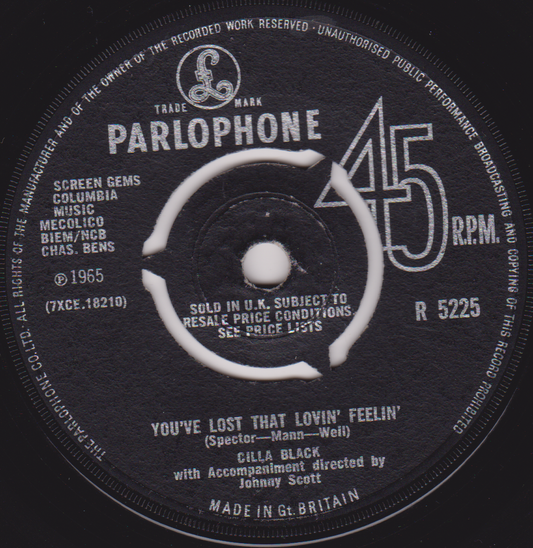 THE PARLOPHONE CO.LTD. ALL RIGHTS OF THE MANUFACTURER AND OF THE OWNER OF THE RECORDED WORK RESERVED · UNAUTHORISED PUBLIC PERFORMANCE BROADCASTING AND COPYING OF THIS RECORD PROHIBITED
£
TRADE MARK
PARLOPHONE
45
R.P.M.
SCREEN GEMS
COLUMBIA
MUSIC
MECOLICO
BIEM/NCB
CHAS. BENS
℗ 1965
(7XCE.18210)
SOLD IN U.K. SUBJECT TO
RESALE PRICE CONDITIONS
SEE PRICE LISTS
R 5225
YOU'VE LOST THAT LOVIN' FEELIN'
(Spector—Mann—Weil)
CILLA BLACK
with Accompaniment directed by
Johnny Scott
MADE IN Gt. BRITAIN